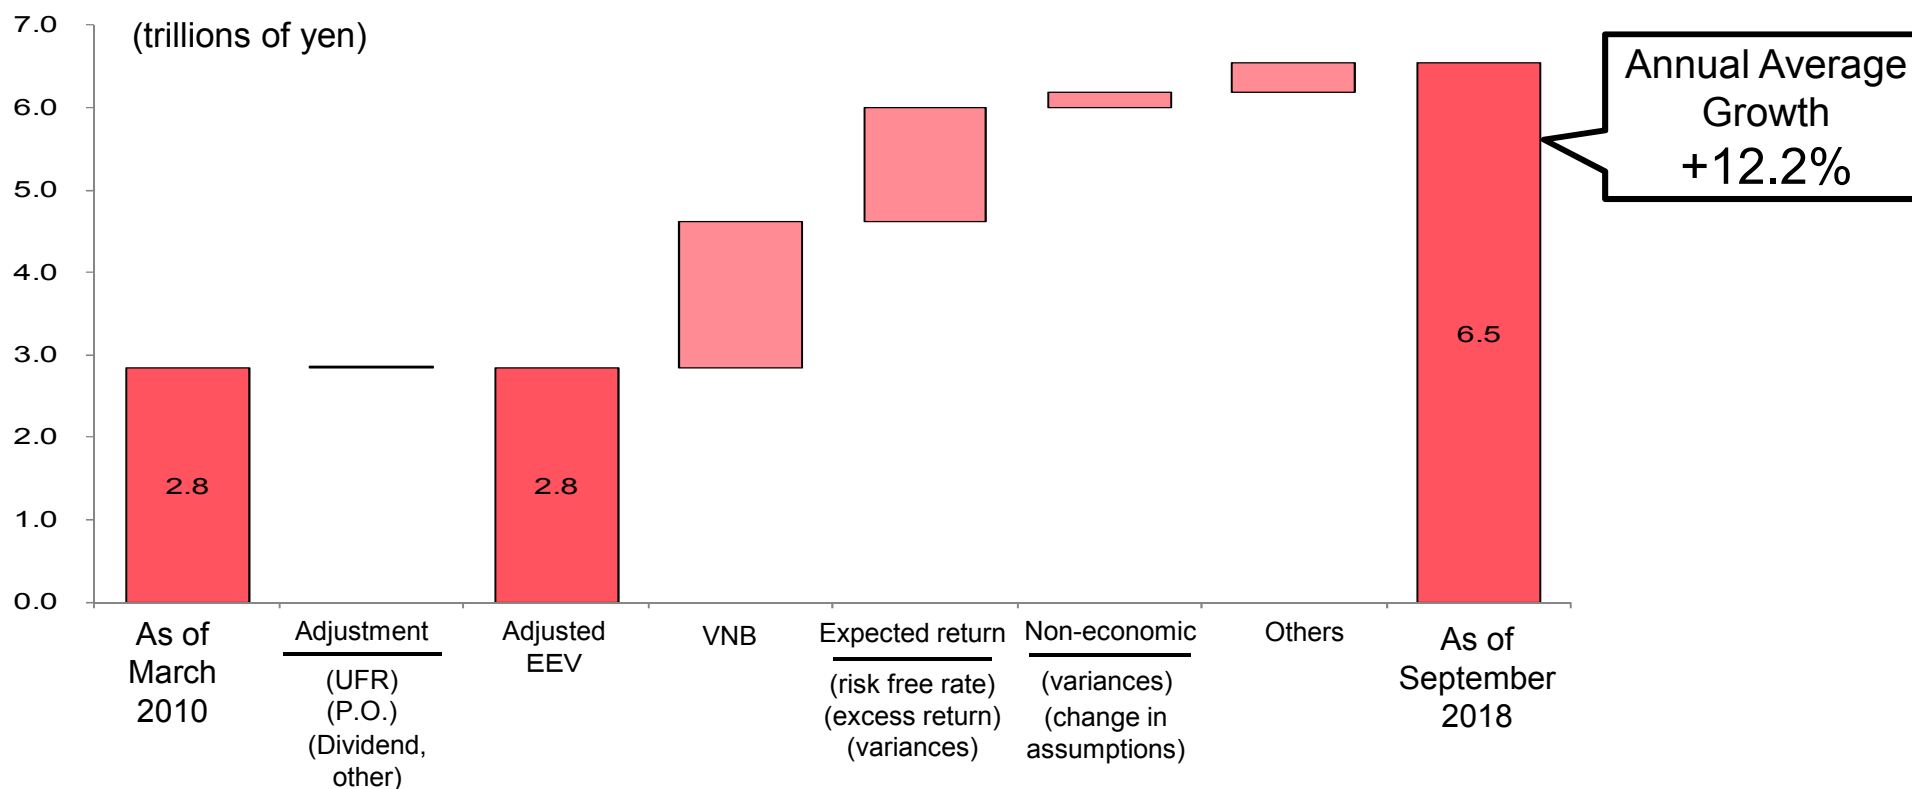 (trillions of yen)
7.0
6.0
5.0
4.0
3.0
2.0
1.0
0.0
2.8
2.8
6.5
Annual Average
Growth
+12.2%
As of
March
2010
Adjustment
(UFR)
(P.O.)
(Dividend,
other)
Adjusted
EEV
VNB
Expected return
(risk free rate)
(excess return)
(variances)
Non-economic
(variances)
(change in
assumptions)
Others
As of
September
2018